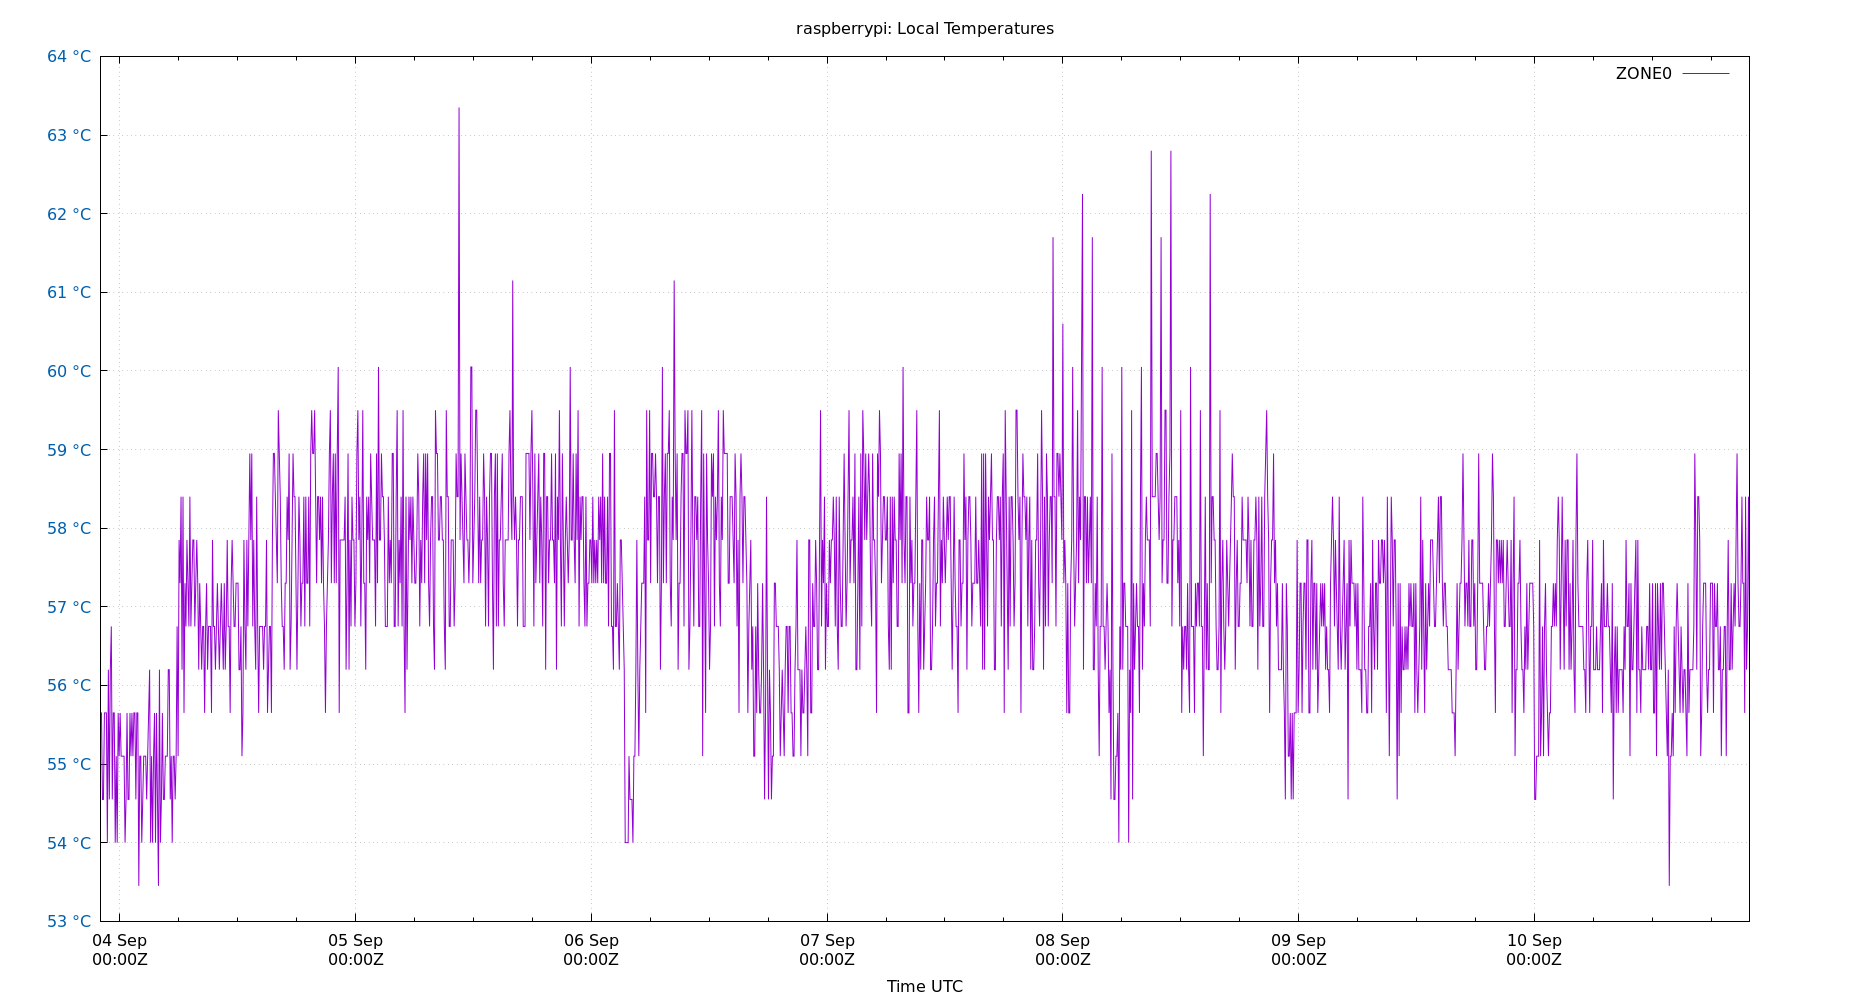 raspberrypi: Local Temperatures
ZONE0
64 °C
63 °C
62 °C
61 °C
60 °C
59 °C
58 °C
57 °C
56 °C
55 °C
54 °C
53 °C
04 Sep 05 Sep 06 Sep 07 Sep 08 Sep 09 Sep 10 Sep
00:00Z 00:00Z 00:00Z 00:00Z 00:00Z 00:00Z 00:00Z
Time UTC